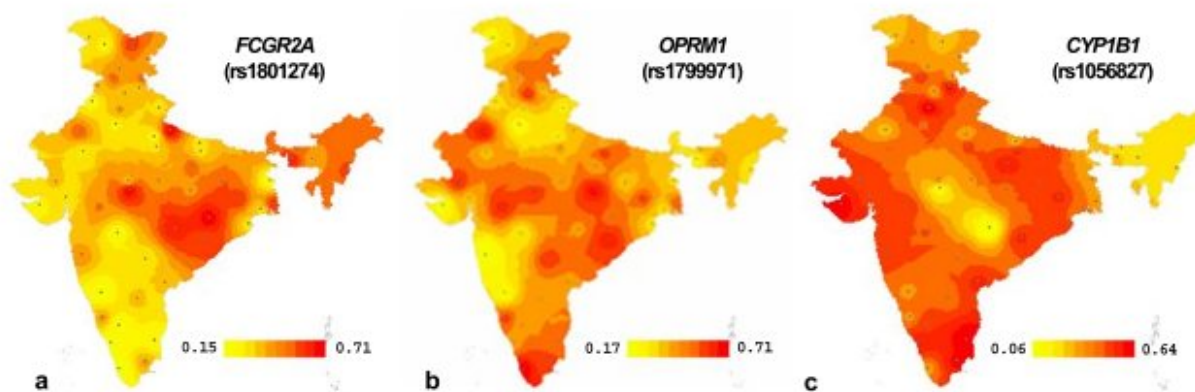 FCGR2A
(rs1801274)
OPRM1
(rs1799971)
CYP1B1
(rs1056827)
0.15 0.71
0.17 0.71
0.06 0.64
a
b
c